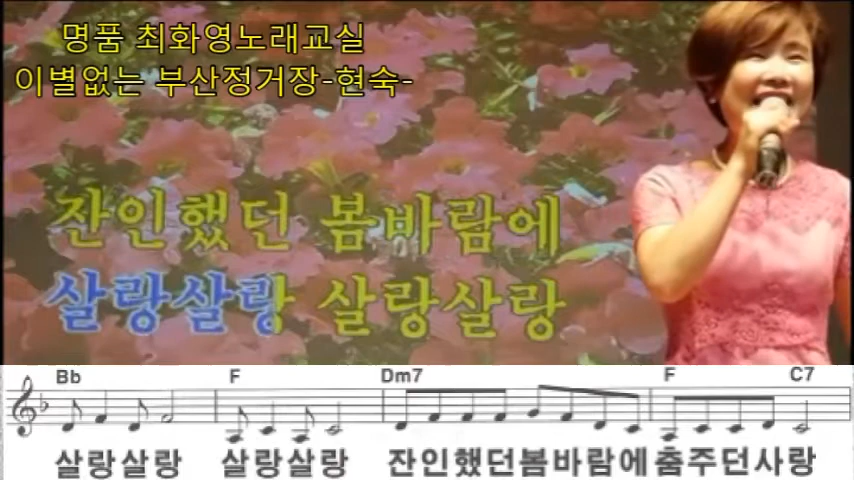 명품 최화영노래교실
이별없는 부산정거장-현숙-
잔인했던 봄바람에
살랑살랑 살랑살랑
Bb F Dm7 F C7
살랑살랑 살랑살랑 잔인했던봄바람에춤추던사랑